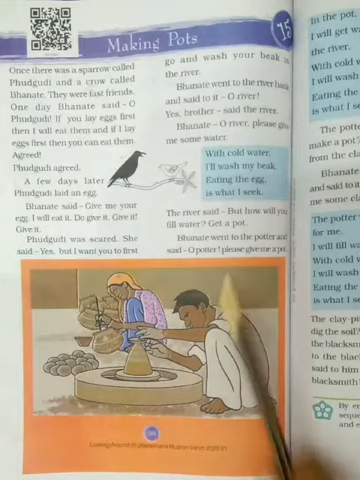 15
Making Pots
Once there was a sparrow called
Phudgudi and a crow called
Bhanate. They were fast friends.
One day Bhanate said – O
Phudgudi! If you lay eggs first
then I will eat them and if I lay
eggs first then you can eat them.
Agreed!
Phudgudi agreed.
A few days later
Phudgudi laid an egg.
Bhanate said – Give me your
egg. I will eat it. Do give it. Give it!
Give it.
Phudgudi was scared. She
said – Yes, but I want you to first
go and wash your beak in
the river.
Bhanate went to the river bank
and said to it – O river!
Yes, brother – said the river.
Bhanate – O river, please give
me some water.
With cold water,
I'll wash my beak.
Eating the egg,
is what I seek.
The river said – But how will you
fill water? Get a pot.
Bhanate went to the potter and
said – O potter! please give me a pot.
In the pot,
I will get wa
the river.
With cold w
I will wash
Eating the
is what I s
The potte
make a po
from the cla
Bhanate
and said to
me some cla
The potter
for me.
I will fill wa
With cold w
I will wash
Eating the
is what I se
The clay-pit
dig the soil?
the blacksm
to the blac
said to him
blacksmith
By en
seque
and e